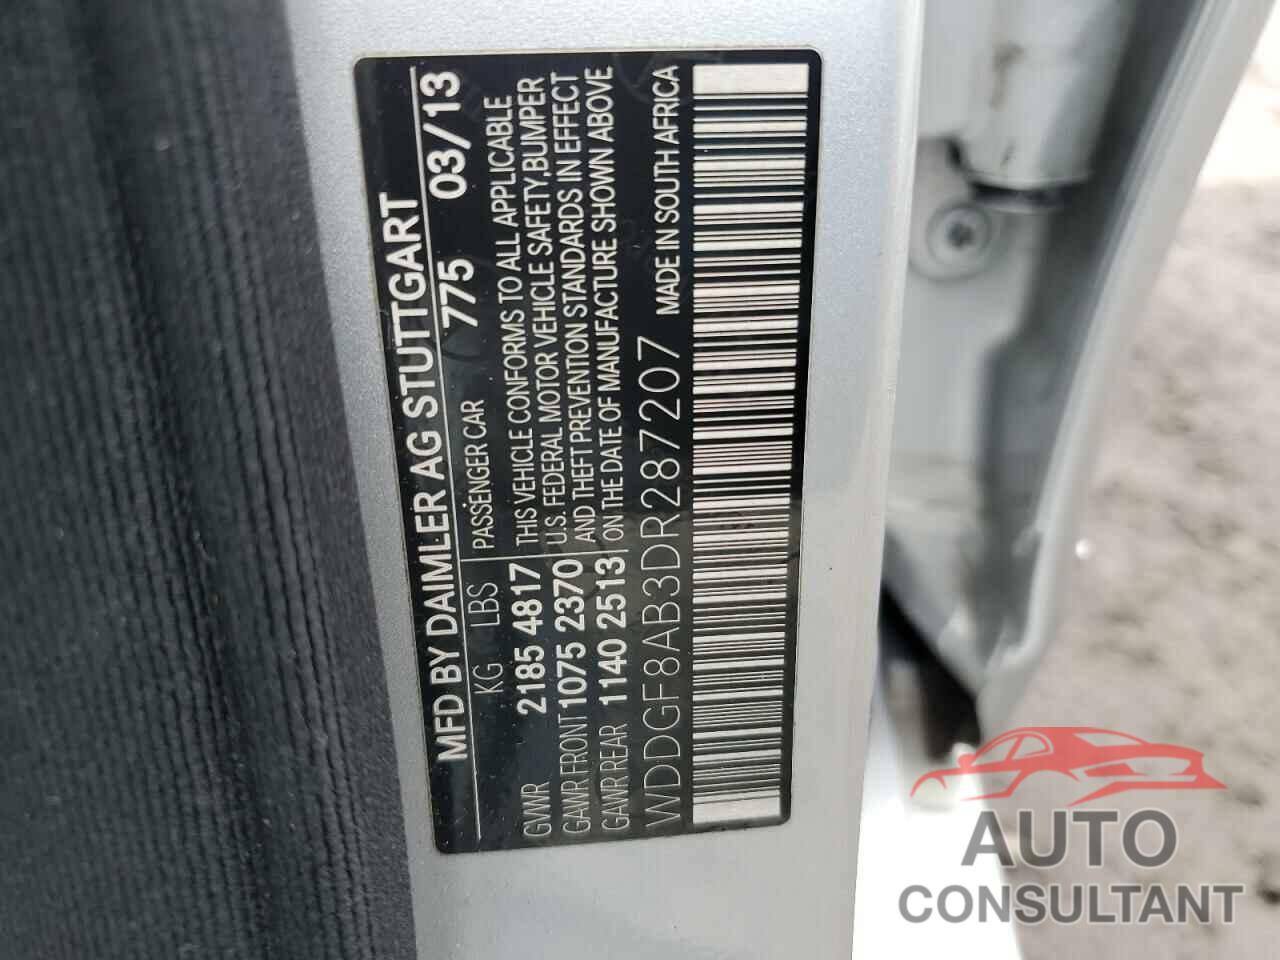 MFD BY DAIMLER AG STUTTGART
KG LBS 775 03/13
PASSENGER CAR
GVWR 2185 4817 THIS VEHICLE CONFORMS TO ALL APPLICABLE
GAWR FRONT 1075 2370 U.S. FEDERAL MOTOR VEHICLE SAFETY,BUMPER
GAWR REAR 1140 2513 AND THEFT PREVENTION STANDARDS IN EFFECT
ON THE DATE OF MANUFACTURE SHOWN ABOVE
WDDGF8AB3DR287207 MADE IN SOUTH AFRICA
AUTO
CONSULTANT